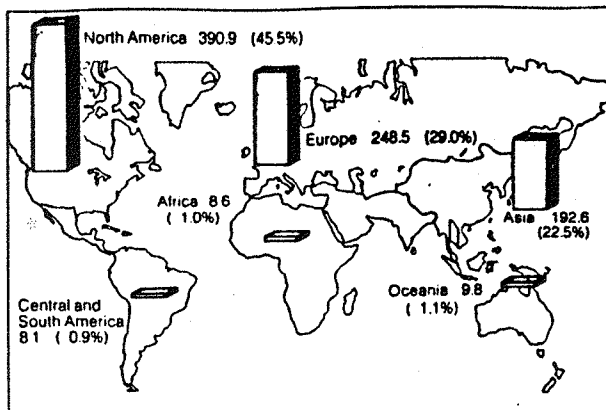 North America 390.9 (45.5%)
Europe 248.5 (29.0%)
Africa 8.6
( 1.0%)
Asia 192.6
(22.5%)
Oceania 9.8
( 1.1%)
Central and
South America
8.1 ( 0.9%)